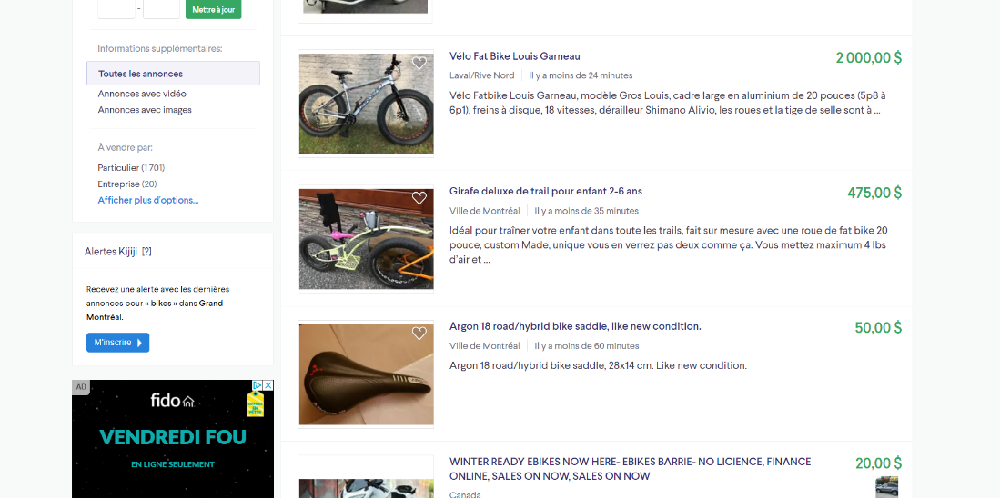 -
Mettre à jour
Informations supplémentaires:
Toutes les annonces
Annonces avec vidéo
Annonces avec images
À vendre par:
Particulier (1 701)
Entreprise (20)
Afficher plus d'options...
Alertes Kijiji [?]
Recevez une alerte avec les dernières
annonces pour « bikes » dans Grand
Montréal.
M'inscrire
AD
fido
VENDREDI FOU
EN LIGNE SEULEMENT
Vélo Fat Bike Louis Garneau
2 000,00 $
Laval/Rive Nord
Il y a moins de 24 minutes
Vélo Fatbike Louis Garneau, modèle Gros Louis, cadre large en aluminium de 20 pouces (5p8 à
6p1), freins à disque, 18 vitesses, dérailleur Shimano Alivio, les roues et la tige de selle sont à ...
Girafe deluxe de trail pour enfant 2-6 ans
475,00 $
Ville de Montréal
Il y a moins de 35 minutes
Idéal pour traîner votre enfant dans toute les trails, fait sur mesure avec une roue de fat bike 20
pouce, custom Made, unique vous en verrez pas deux comme ça. Vous mettez maximum 4 lbs
d'air et ...
Argon 18 road/hybrid bike saddle, like new condition.
50,00 $
Ville de Montréal
Il y a moins de 60 minutes
Argon 18 road/hybrid bike saddle, 28x14 cm. Like new condition.
WINTER READY EBIKES NOW HERE- EBIKES BARRIE- NO LICIENCE, FINANCE
ONLINE, SALES ON NOW, SALES ON NOW
20,00 $
Canada